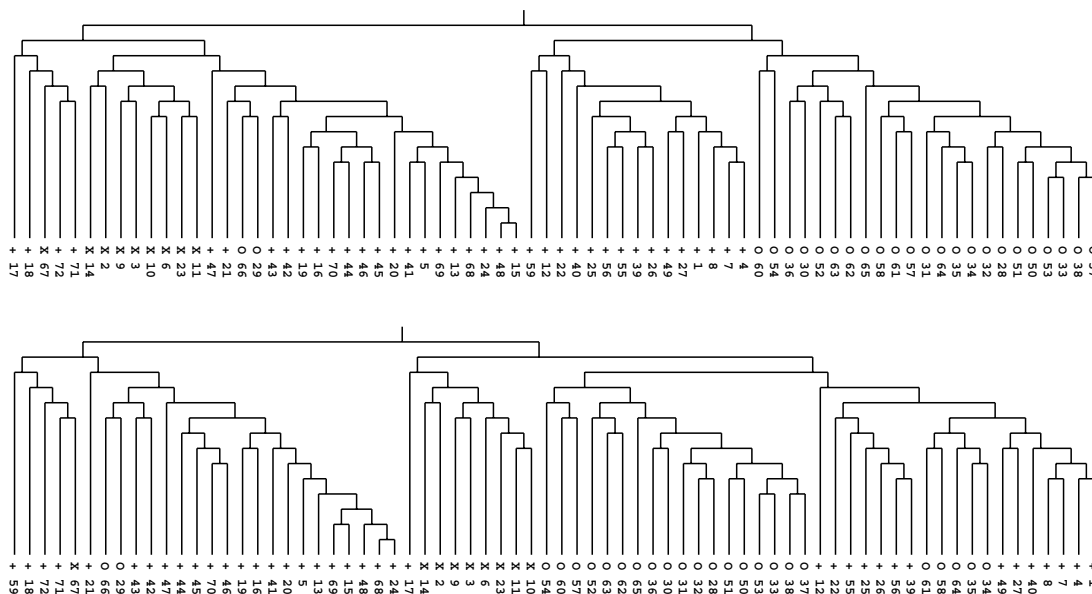 + 17
+ 18
X 67
+ 72
+ 71
X 14
X 2
X 9
X 3
X 10
X 6
X 23
X 11
+ 47
+ 21
O 66
O 29
+ 43
+ 42
+ 19
+ 16
+ 70
+ 44
+ 46
+ 45
+ 20
+ 41
+ 5
+ 69
+ 13
+ 68
+ 24
+ 48
+ 15
+ 59
+ 12
+ 22
+ 40
+ 25
+ 56
+ 55
+ 39
+ 26
+ 49
+ 27
+ 1
+ 8
+ 7
+ 4
O 60
O 54
O 36
O 30
O 52
O 63
O 62
O 65
O 58
O 61
O 57
O 31
O 64
O 35
O 34
O 32
O 28
O 51
O 50
O 53
O 33
O 38
+ 59
+ 18
+ 72
+ 71
X 67
+ 21
O 66
O 29
+ 43
+ 42
+ 47
+ 44
+ 45
+ 70
+ 46
+ 19
+ 16
+ 41
+ 20
+ 5
+ 13
+ 69
+ 15
+ 48
+ 68
+ 24
+ 17
X 14
X 2
X 9
X 3
X 6
X 23
X 11
X 10
O 54
O 60
O 57
O 52
O 63
O 62
O 65
O 36
O 30
O 31
O 32
O 28
O 51
O 50
O 53
O 33
O 38
O 37
+ 12
+ 22
+ 55
+ 25
+ 26
+ 56
+ 39
O 61
O 58
O 64
O 35
O 34
+ 49
+ 27
+ 40
+ 8
+ 7
+ 4